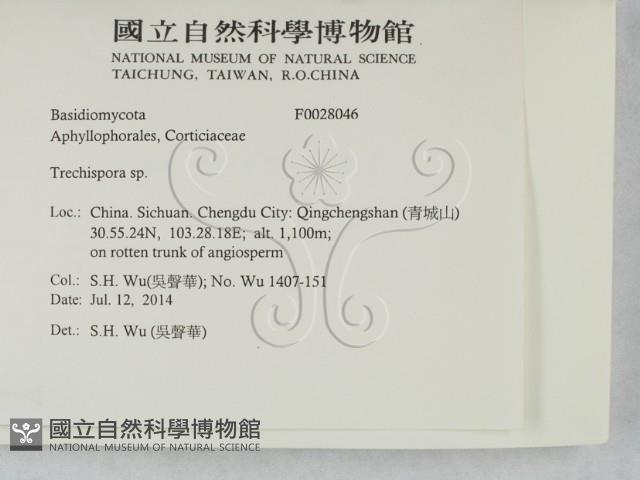 國立自然科學博物館
NATIONAL MUSEUM OF NATURAL SCIENCE
TAICHUNG, TAIWAN, R.O.CHINA
Basidiomycota F0028046
Aphyllophorales, Corticiaceae
Trechispora sp.
Loc.: China. Sichuan. Chengdu City: Qingchengshan (青城山)
30.55.24N, 103.28.18E; alt. 1,100m;
on rotten trunk of angiosperm
Col.: S.H. Wu(吳聲華); No. Wu 1407-151
Date: Jul. 12, 2014
Det.: S.H. Wu (吳聲華)
國立自然科學博物館
NATIONAL MUSEUM OF NATURAL SCIENCE